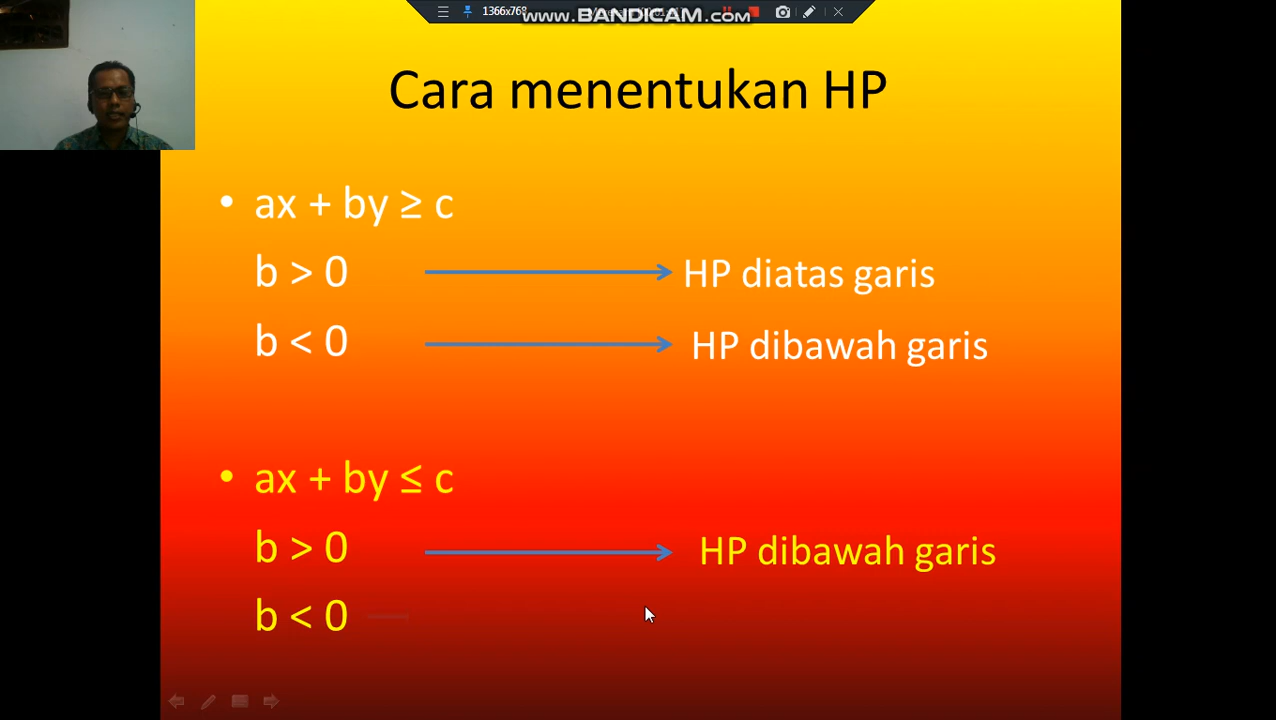 1366x768
www.BANDICAM.com
Cara menentukan HP
• ax + by ≥ c
b > 0 HP diatas garis
b < 0 HP dibawah garis
• ax + by ≤ c
b > 0 HP dibawah garis
b < 0